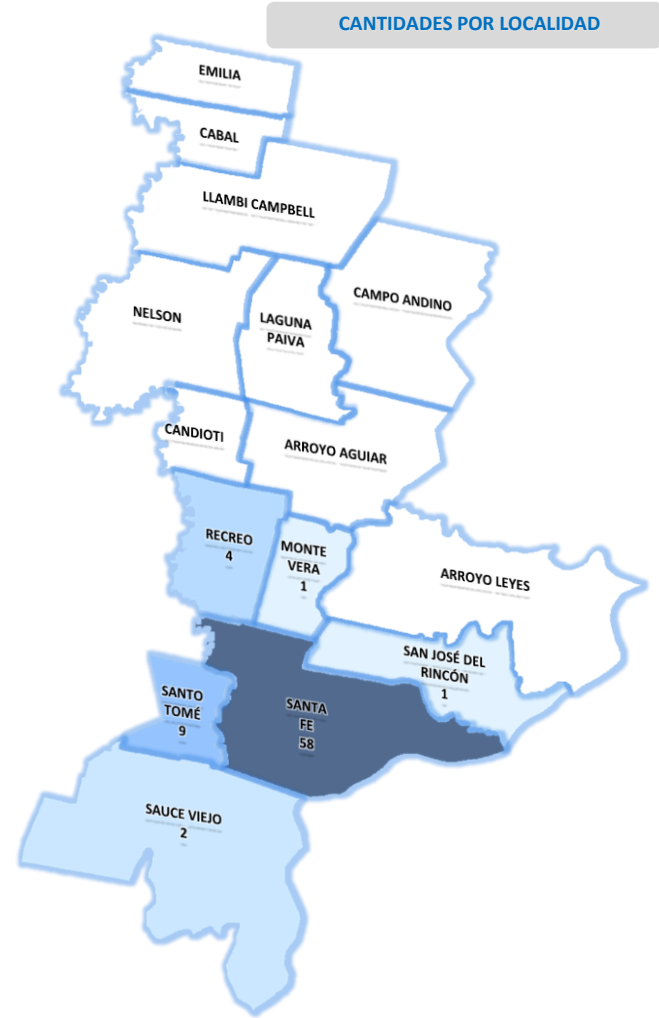 CANTIDADES POR LOCALIDAD
EMILIA
CABAL
LLAMBI CAMPBELL
CAMPO ANDINO
NELSON
LAGUNA
PAIVA
CANDIOTI
ARROYO AGUIAR
RECREO
4
MONTE
VERA
1
ARROYO LEYES
SAN JOSÉ DEL
RINCÓN
1
SANTO
TOMÉ
9
SANTA
FE
58
SAUCE VIEJO
2